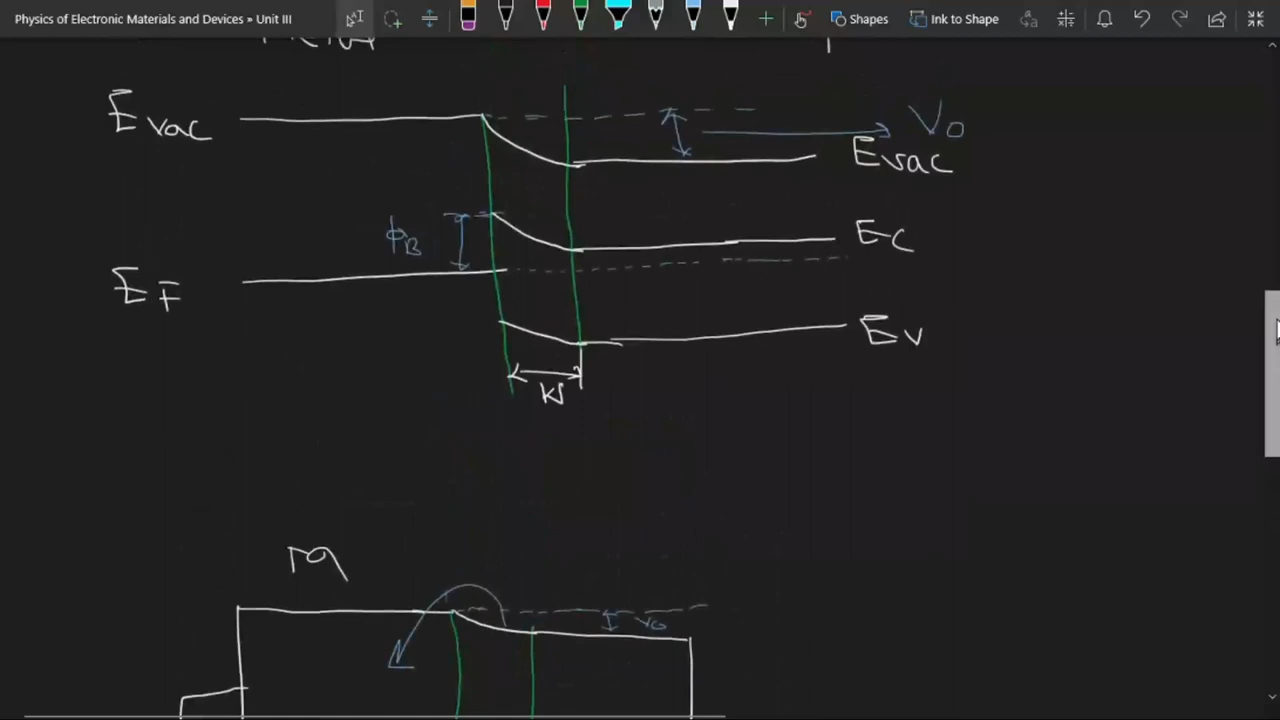 Physics of Electronic Materials and Devices » Unit III
Shapes
Ink to Shape
Evac
V₀
Evac
ϕB
EC
EF
Ev
W
m
V₀